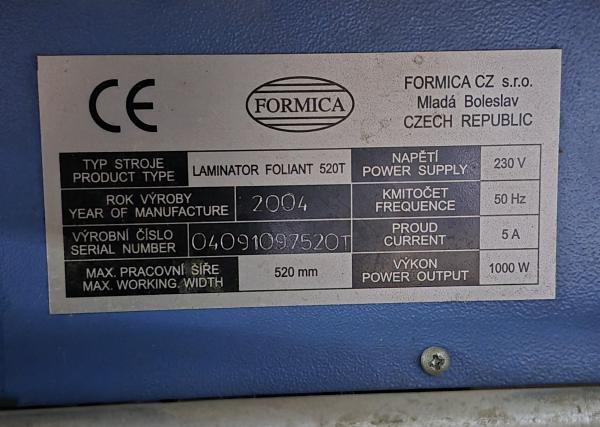 CE
FORMICA
FORMICA CZ s.r.o.
Mladá Boleslav
CZECH REPUBLIC
TYP STROJE
PRODUCT TYPE
LAMINATOR FOLIANT 520T
NAPĚTÍ
POWER SUPPLY
230 V
ROK VÝROBY
YEAR OF MANUFACTURE
2004
KMITOČET
FREQUENCE
50 Hz
VÝROBNÍ ČÍSLO
SERIAL NUMBER
04091097520T
PROUD
CURRENT
5 A
MAX. PRACOVNÍ ŠÍŘE
MAX. WORKING. WIDTH
520 mm
VÝKON
POWER OUTPUT
1000 W